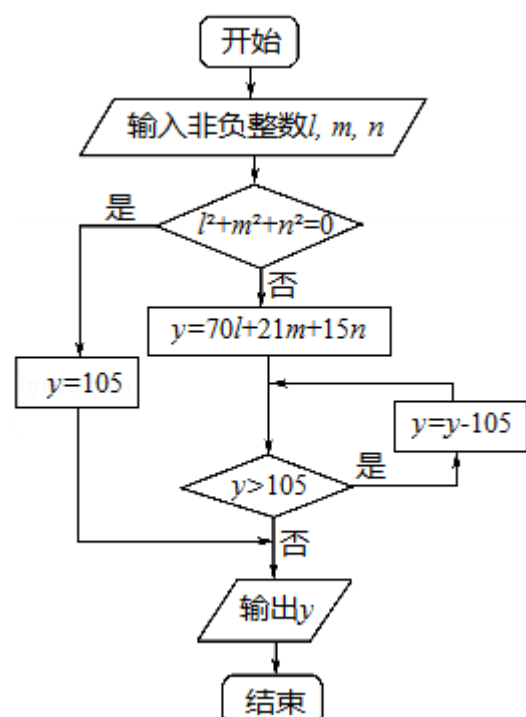 开始
输入非负整数l, m, n
是
l²+m²+n²=0
否
y=70l+21m+15n
y=105
y=y-105
y>105
是
否
输出y
结束